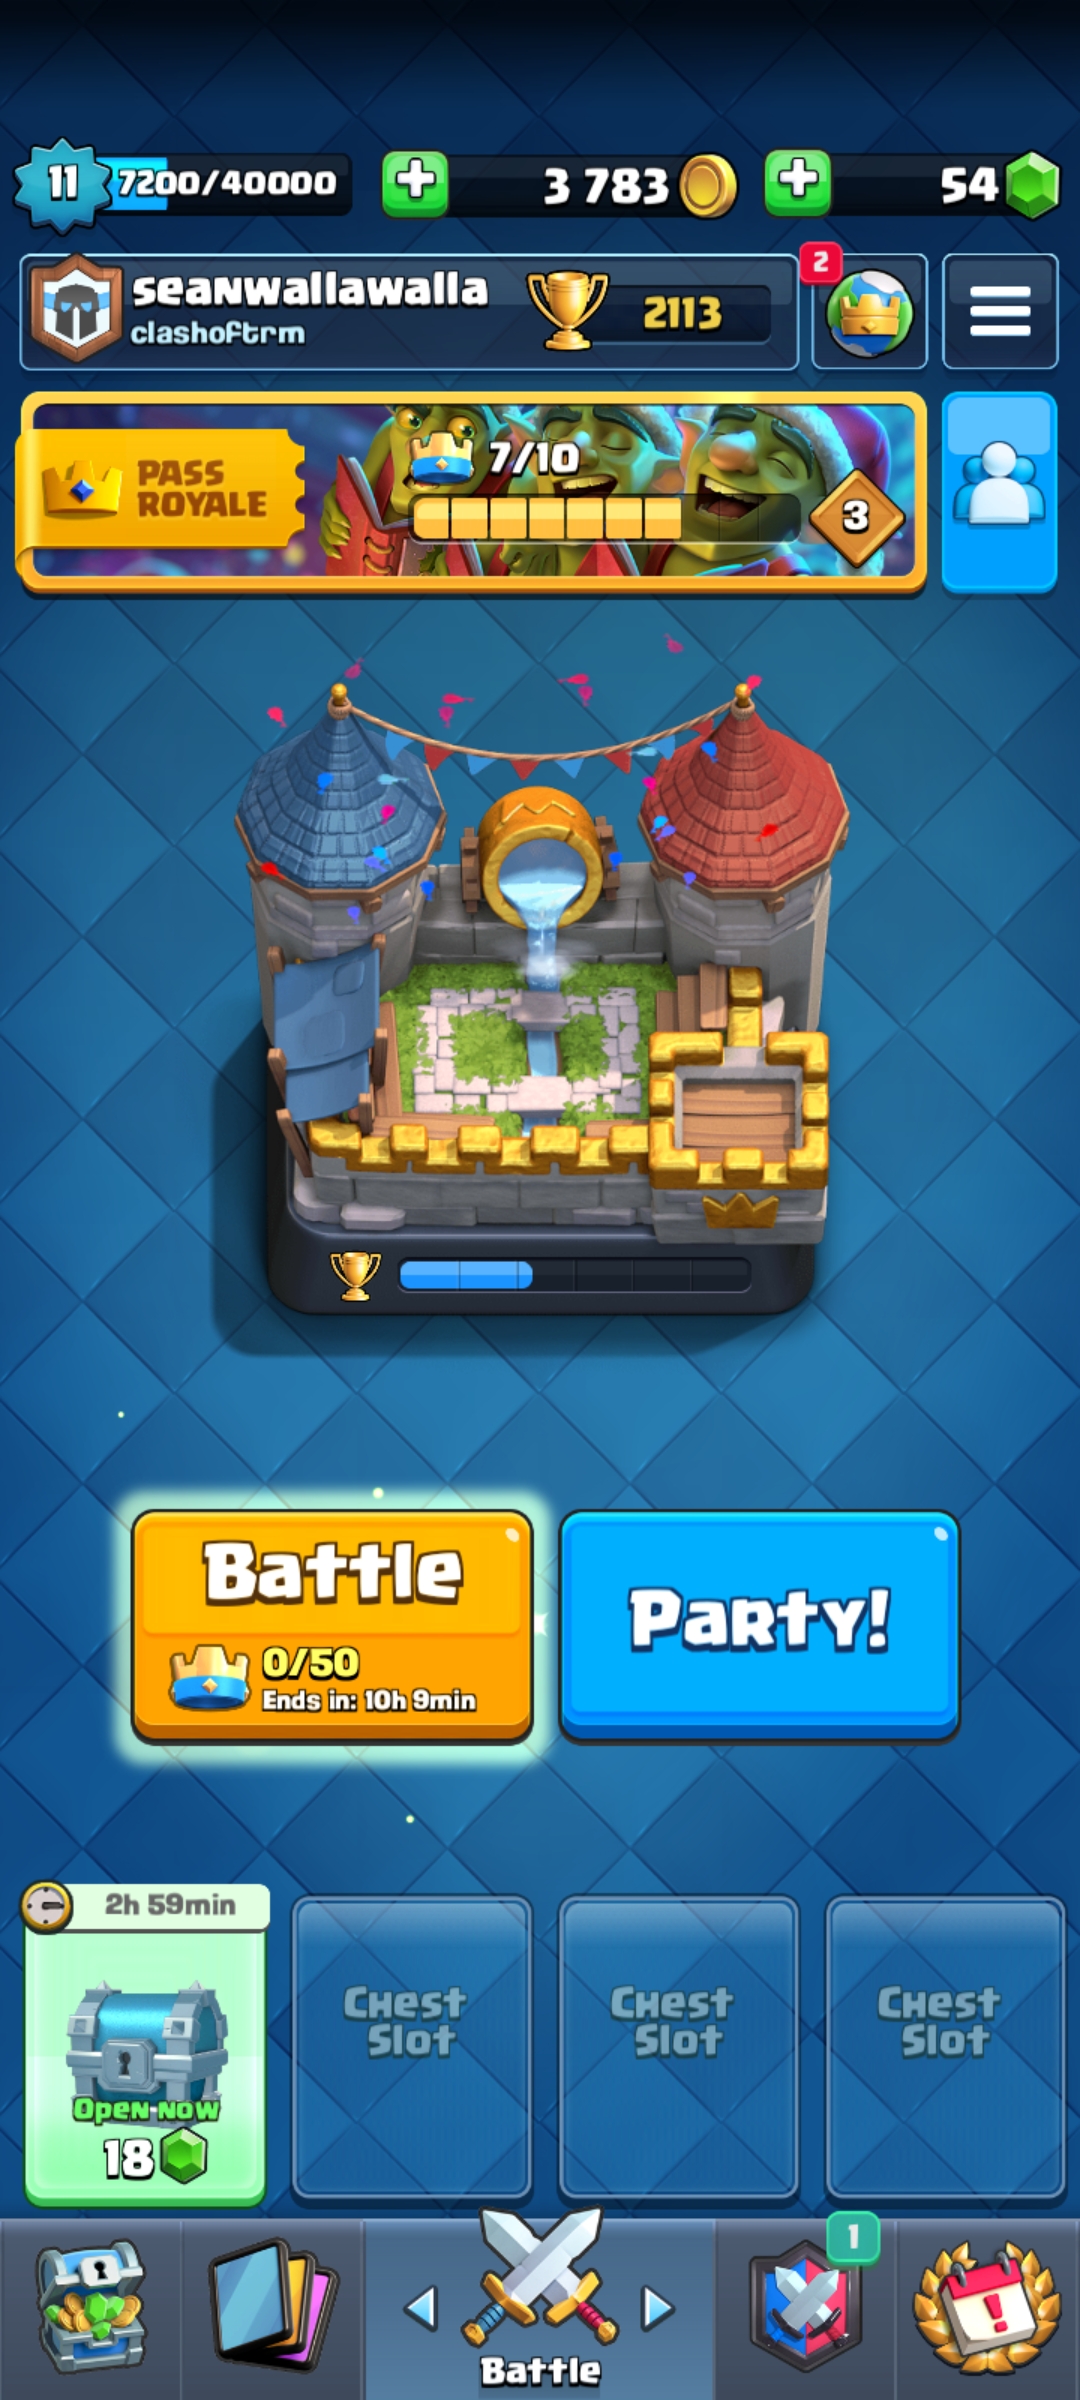 11
7200/40000
3 783
54
seanwallawalla
2113
2
clashoftrm
PASS
ROYALE
7/10
3
Battle
0/50
Ends in: 10h 9min
Party!
2h 59min
Open now
18
Chest
Slot
Chest
Slot
Chest
Slot
1
Battle